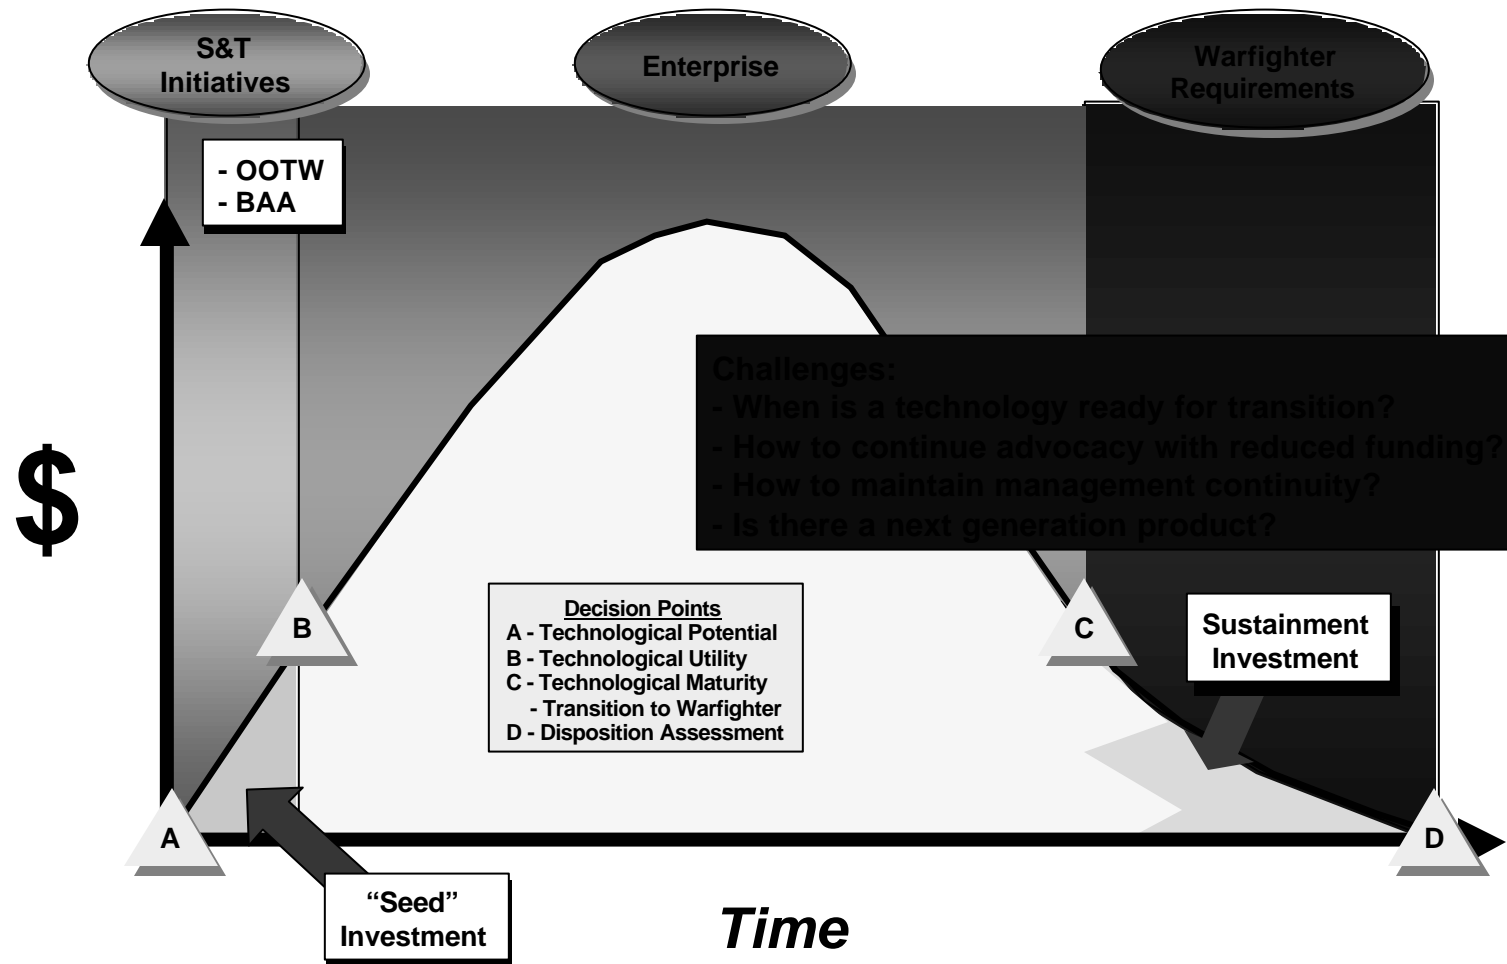 S&T
Initiatives
Enterprise
Warfighter
Requirements
- OOTW
- BAA
Challenges:
- When is a technology ready for transition?
- How to continue advocacy with reduced funding?
- How to maintain management continuity?
- Is there a next generation product?
$
B
Decision Points
A - Technological Potential
B - Technological Utility
C - Technological Maturity
- Transition to Warfighter
D - Disposition Assessment
C
Sustainment
Investment
A
D
“Seed”
Investment
Time